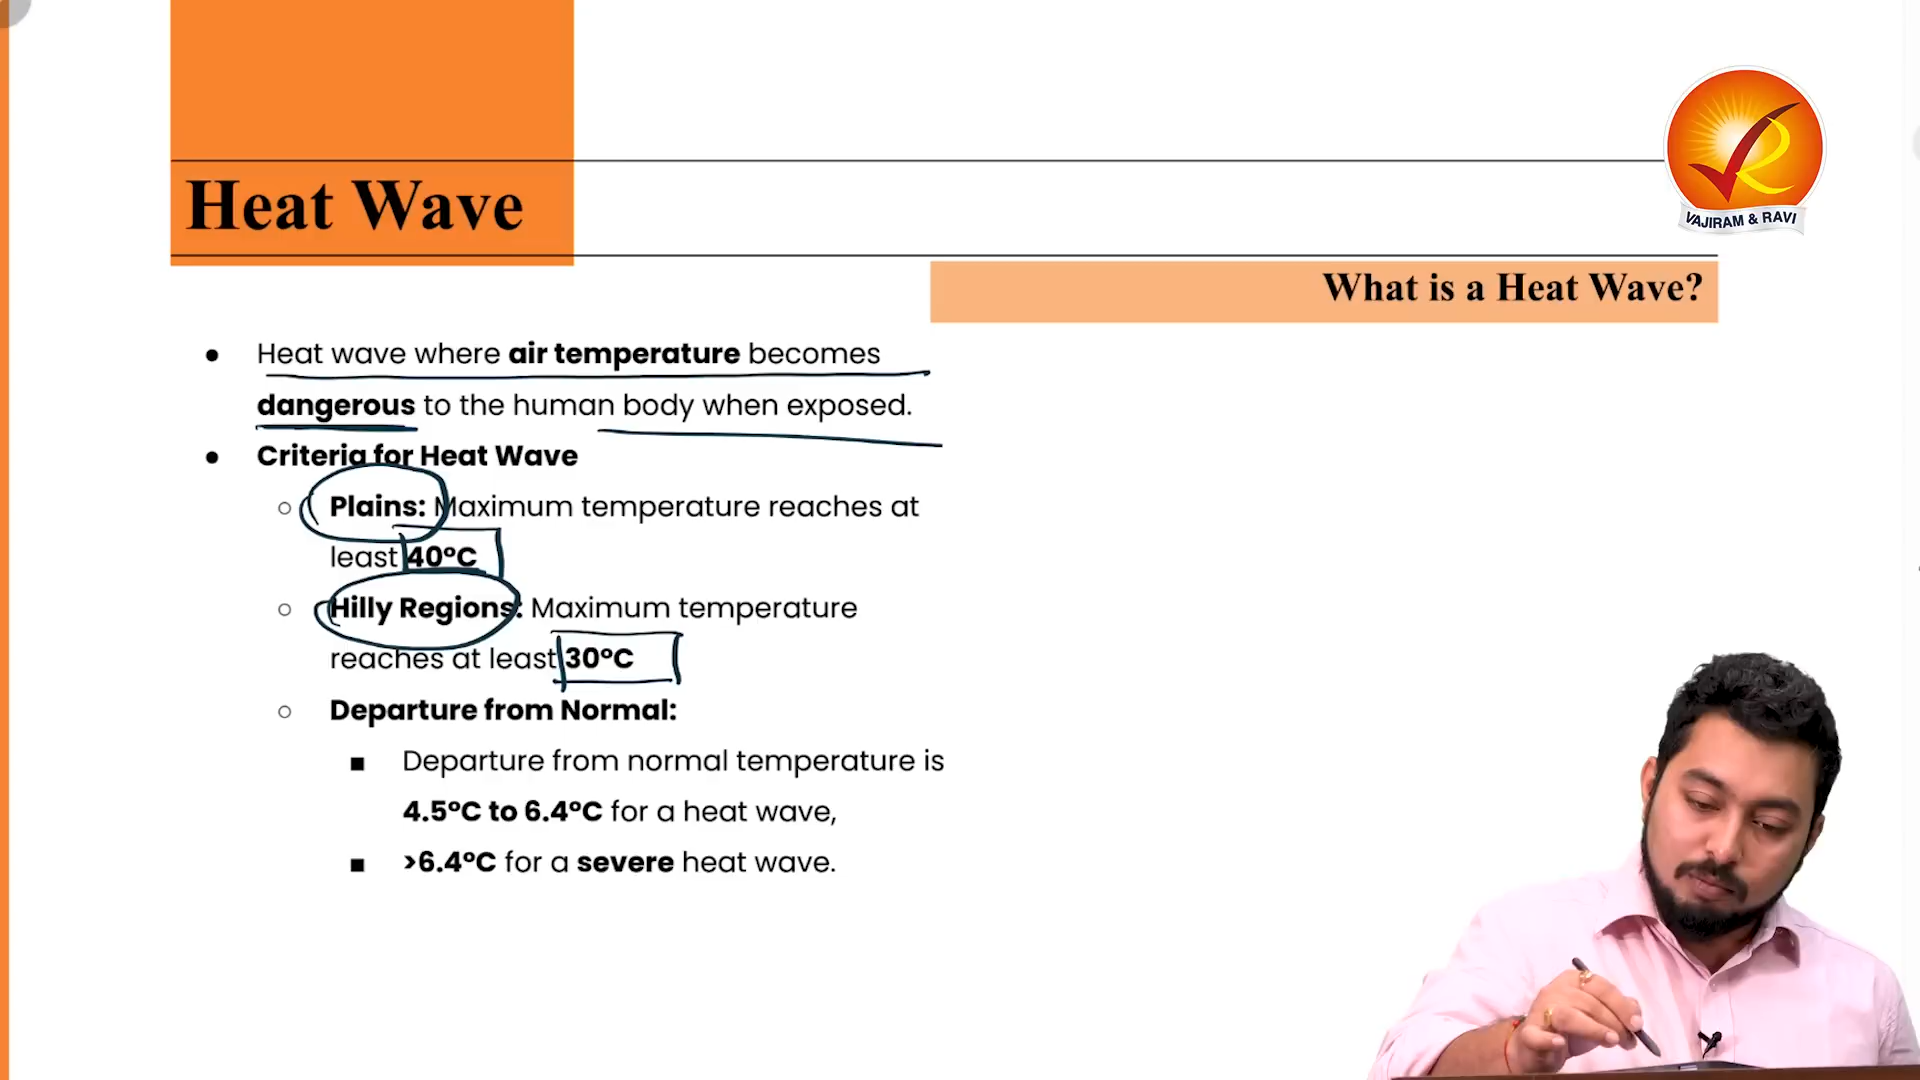 VAJIRAM & RAVI
Heat Wave
What is a Heat Wave?
● Heat wave where air temperature becomes
dangerous to the human body when exposed.
● Criteria for Heat Wave
○ Plains: Maximum temperature reaches at
least 40°C
○ Hilly Regions: Maximum temperature
reaches at least 30°C
○ Departure from Normal:
■ Departure from normal temperature is
4.5°C to 6.4°C for a heat wave,
■ >6.4°C for a severe heat wave.